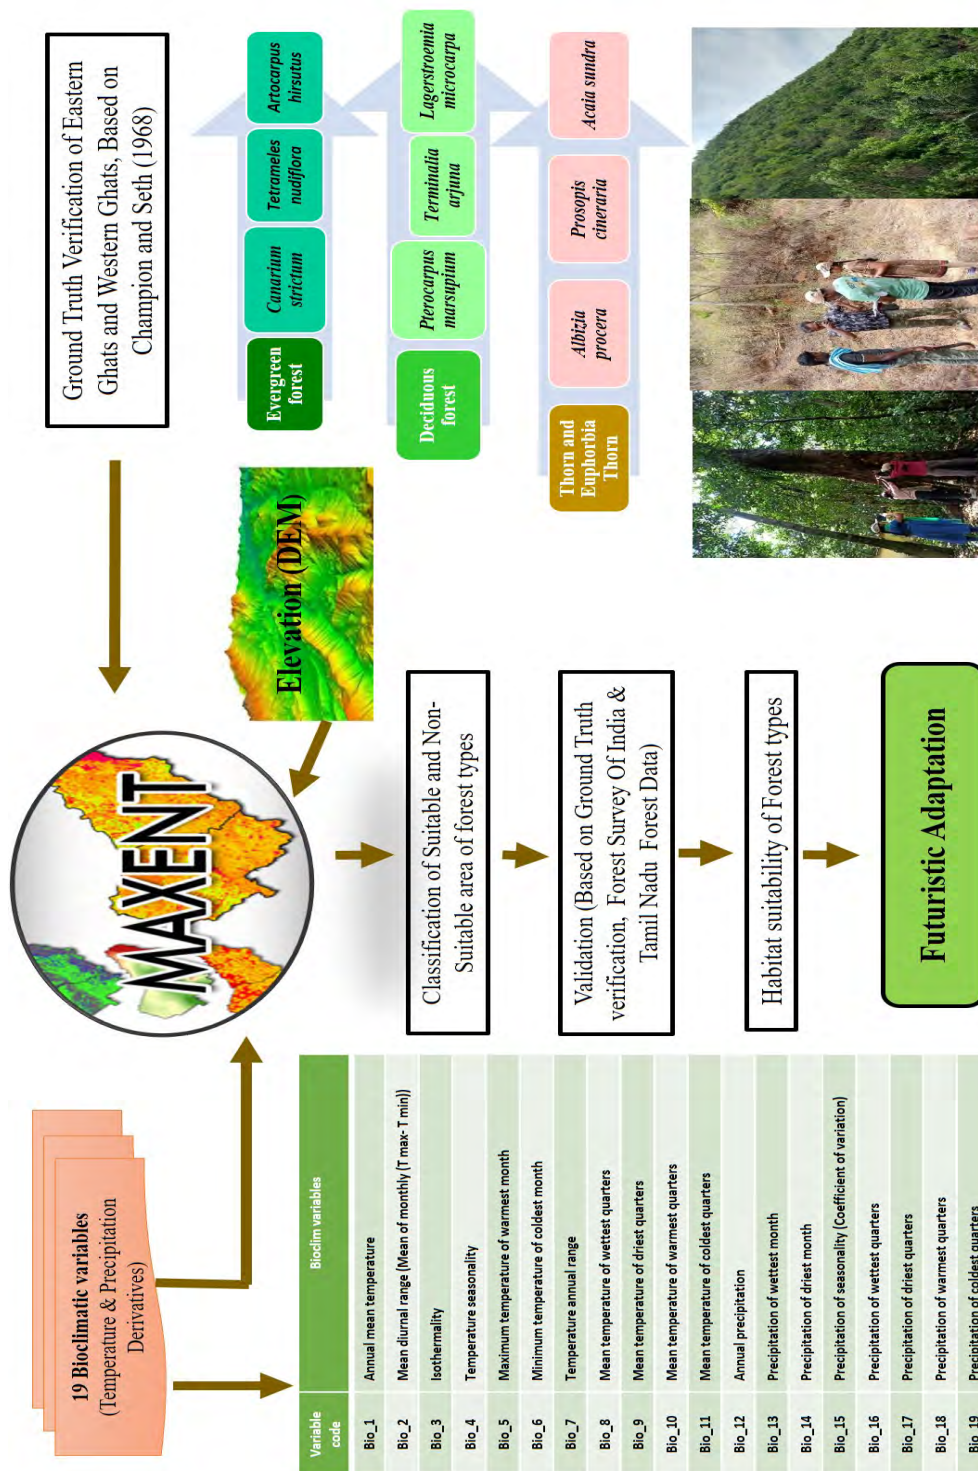 19 Bioclimatic variables
(Temperature & Precipitation
Derivatives)
MAXENT
Ground Truth Verification of Eastern
Ghats and Western Ghats, Based on
Champion and Seth (1968)
Elevation (DEM)
Variable
code
Bioclim variables
Bio_1 Annual mean temperature
Bio_2 Mean diurnal range (Mean of monthly (T max- T min))
Bio_3 Isothermality
Bio_4 Temperature seasonality
Bio_5 Maximum temperature of warmest month
Bio_6 Minimum temperature of coldest month
Bio_7 Temperature annual range
Bio_8 Mean temperature of wettest quarters
Bio_9 Mean temperature of driest quarters
Bio_10 Mean temperature of warmest quarters
Bio_11 Mean temperature of coldest quarters
Bio_12 Annual precipitation
Bio_13 Precipitation of wettest month
Bio_14 Precipitation of driest month
Bio_15 Precipitation of seasonality (Coefficient of variation)
Bio_16 Precipitation of wettest quarters
Bio_17 Precipitation of driest quarters
Bio_18 Precipitation of warmest quarters
Bio_19 Precipitation of coldest quarters
Classification of Suitable and Non-
Suitable area of forest types
Validation (Based on Ground Truth
verification, Forest Survey Of India &
Tamil Nadu Forest Data)
Habitat suitability Of Forest types
Futuristic Adaptation
Evergreen
forest
Canarium
strictum
Tetrameles
nudiflora
Artocarpus
hirsutus
Deciduous
forest
Pterocarpus
marsupium
Terminalia
arjuna
Lagerstroemia
microcarpa
Thorn and
Euphorbia
Thorn
Albizia
procera
Prosopis
cineraria
Acaia sundra